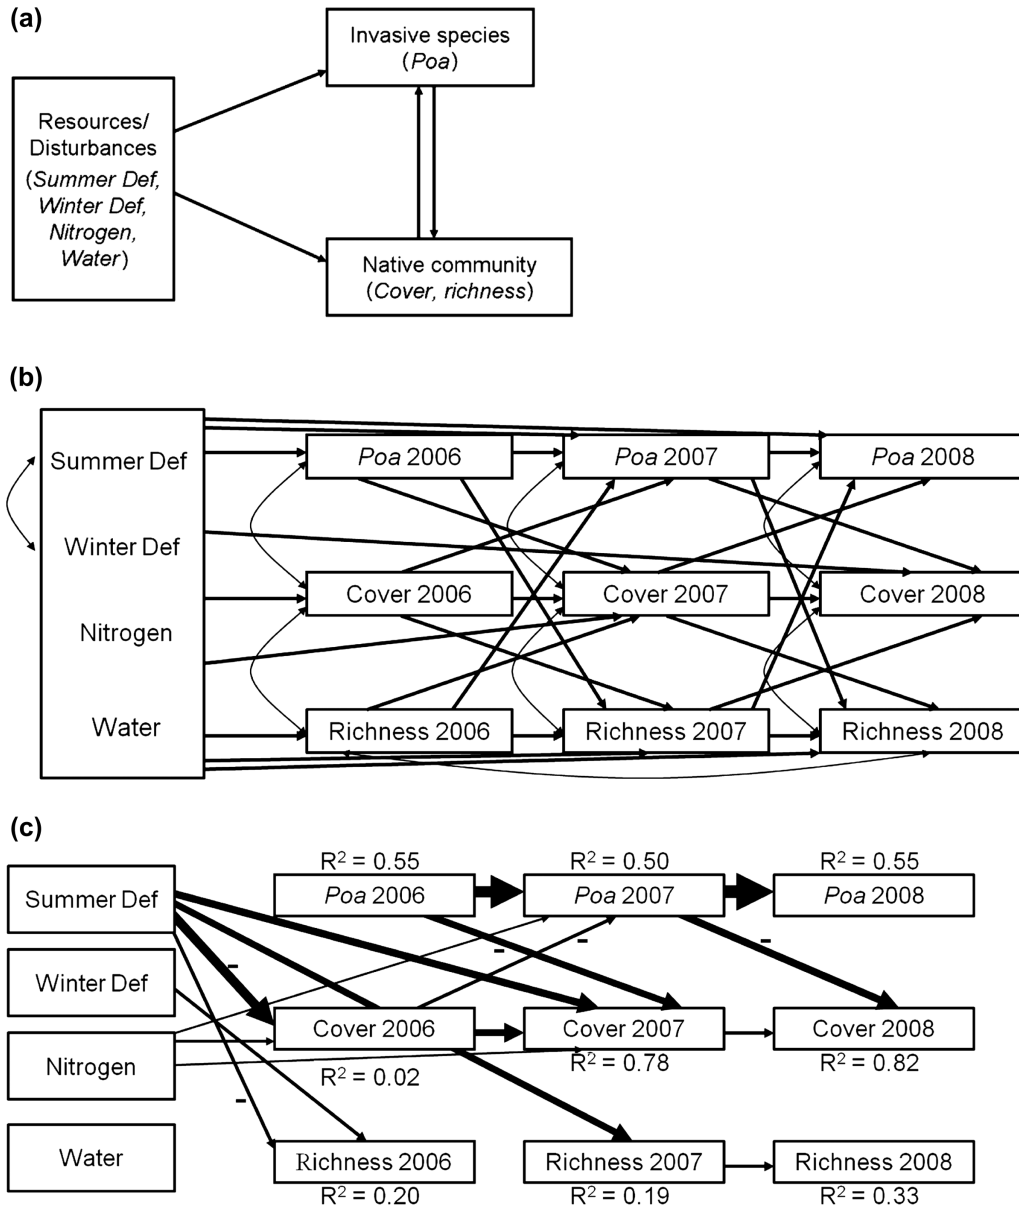 (a)
Invasive species
(Poa)
Resources/
Disturbances
(Summer Def,
Winter Def,
Nitrogen,
Water)
Native community
(Cover, richness)
(b)
Summer Def
Winter Def
Nitrogen
Water
Poa 2006
Poa 2007
Poa 2008
Cover 2006
Cover 2007
Cover 2008
Richness 2006
Richness 2007
Richness 2008
(c)
Summer Def
Winter Def
Nitrogen
Water
R² = 0.55
R² = 0.50
R² = 0.55
Poa 2006
Poa 2007
Poa 2008
-
-
-
-
Cover 2006
Cover 2007
Cover 2008
R² = 0.02
R² = 0.78
R² = 0.82
-
Richness 2006
Richness 2007
Richness 2008
R² = 0.20
R² = 0.19
R² = 0.33